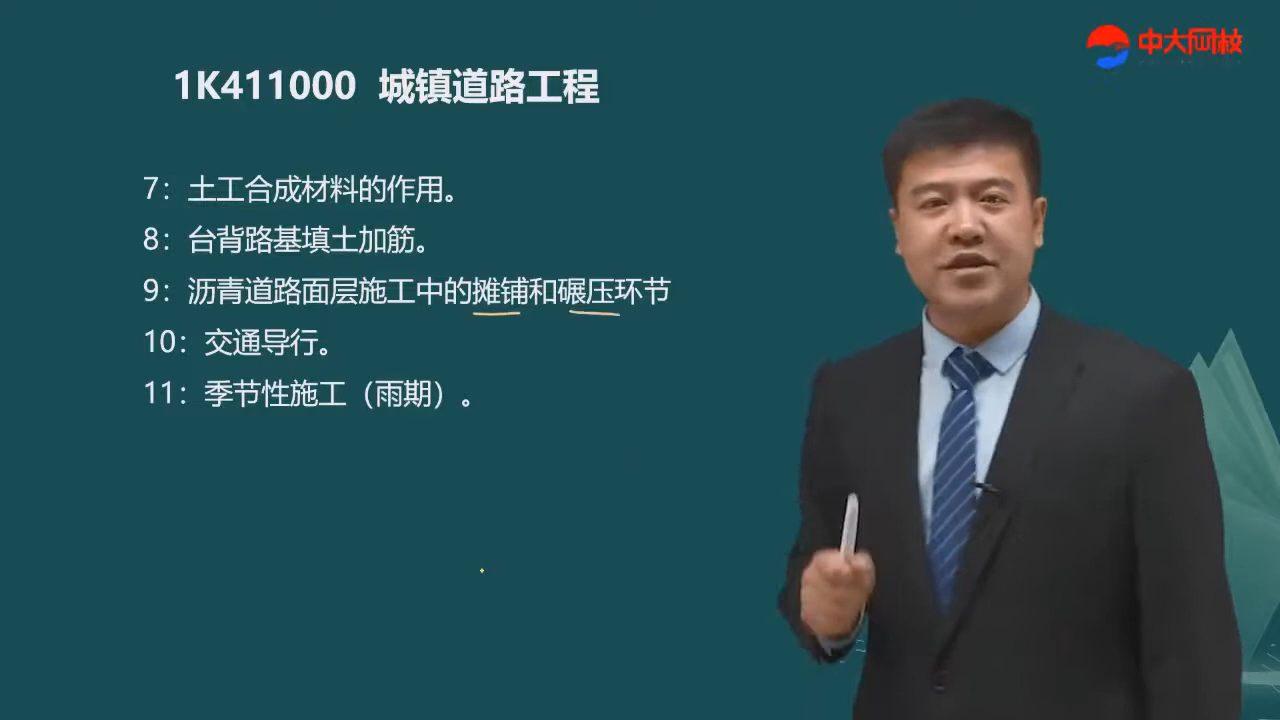 中大网校
1K411000 城镇道路工程
7：土工合成材料的作用。
8：台背路基填土加筋。
9：沥青道路面层施工中的摊铺和碾压环节
10：交通导行。
11：季节性施工（雨期）。